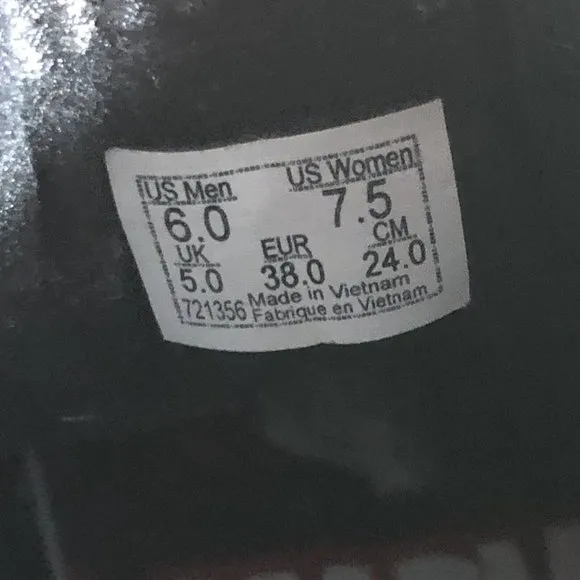 US Men US Women
6.0 7.5
UK EUR CM
5.0 38.0 24.0
721356 Made in Vietnam
Fabrique en Vietnam